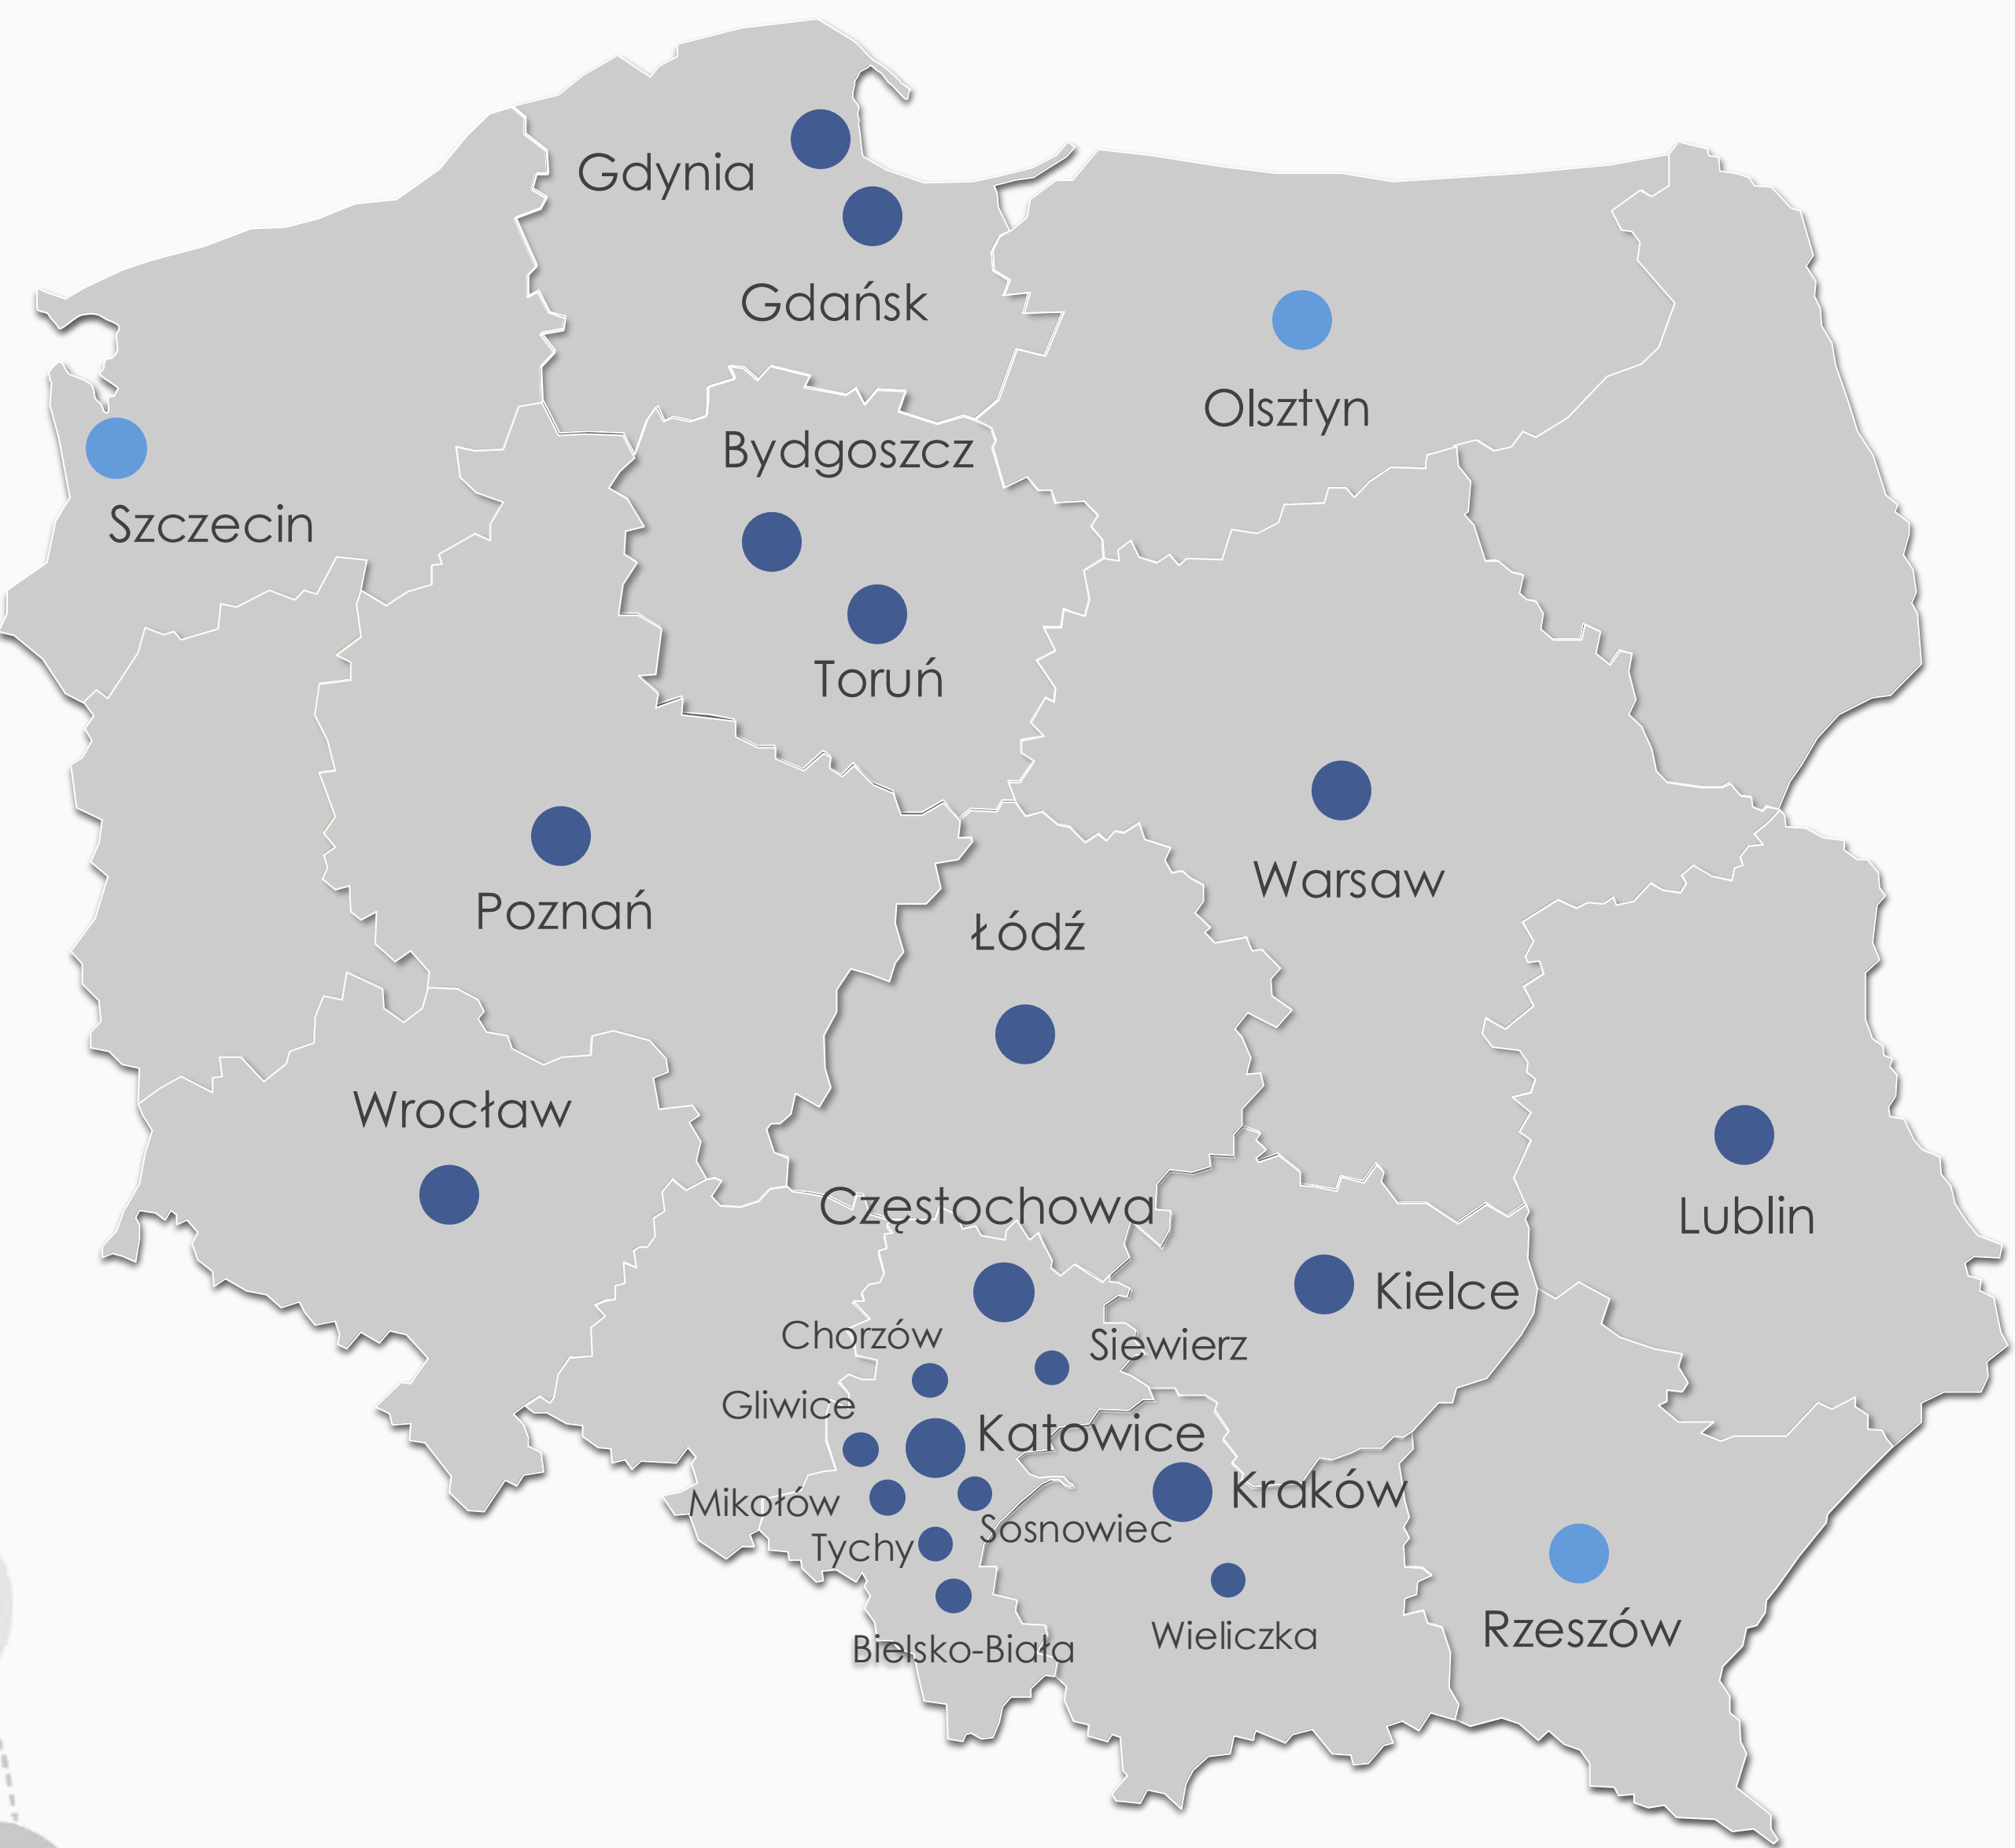 Gdynia
Gdańsk
Olsztyn
Bydgoszcz
Szczecin
Toruń
Warsaw
Poznań
Łódź
Wrocław
Częstochowa
Lublin
Kielce
Chorzów
Siewierz
Gliwice
Katowice
Kraków
Mikołów
Sosnowiec
Tychy
Rzeszów
Wieliczka
Bielsko-Biała